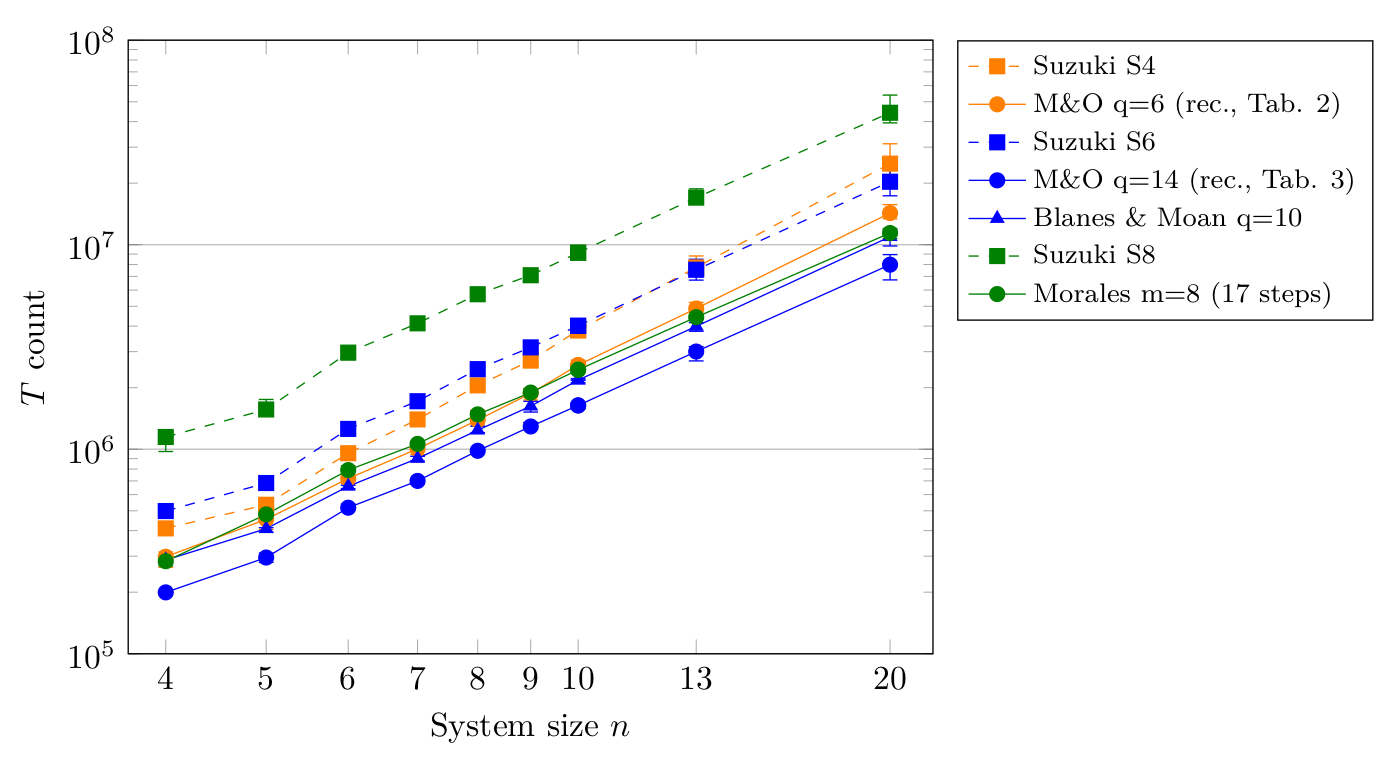 10^8
10^7
10^6
10^5
T count
4 5 6 7 8 9 10 13 20
System size n
Suzuki S4
M&O q=6 (rec., Tab. 2)
Suzuki S6
M&O q=14 (rec., Tab. 3)
Blanes & Moan q=10
Suzuki S8
Morales m=8 (17 steps)